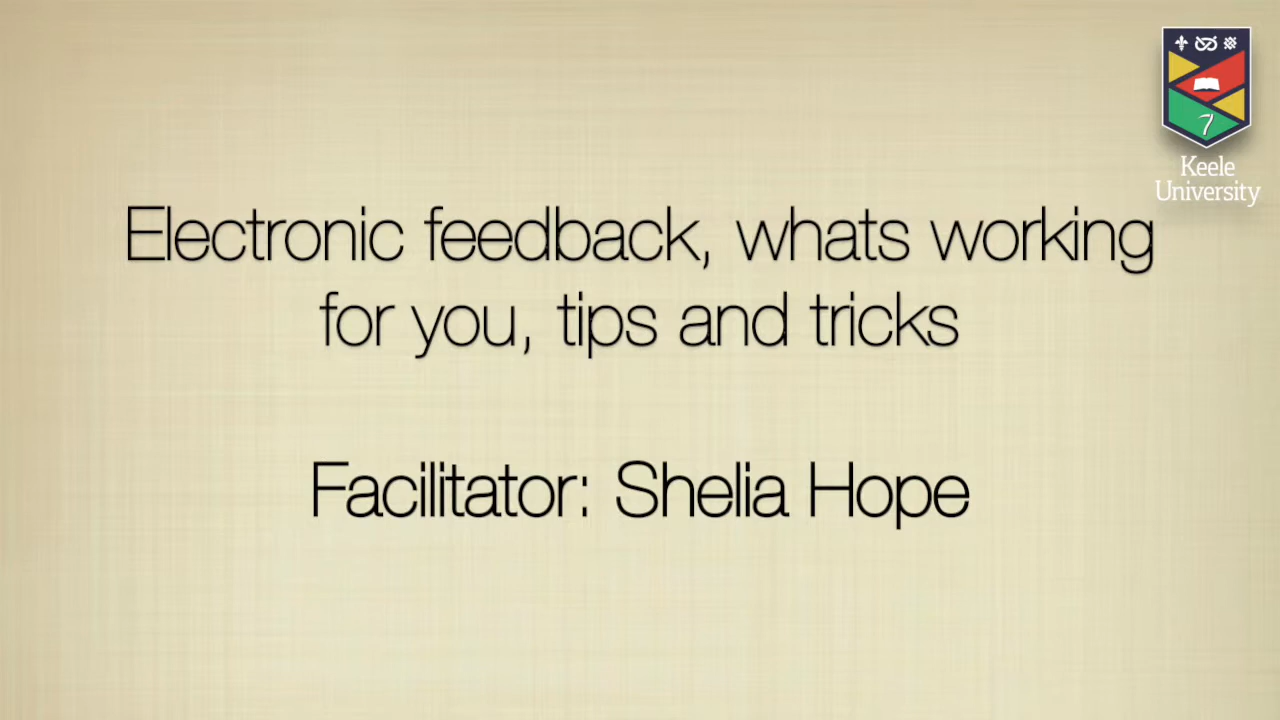 Keele
University
Electronic feedback, whats working
for you, tips and tricks
Facilitator: Shelia Hope